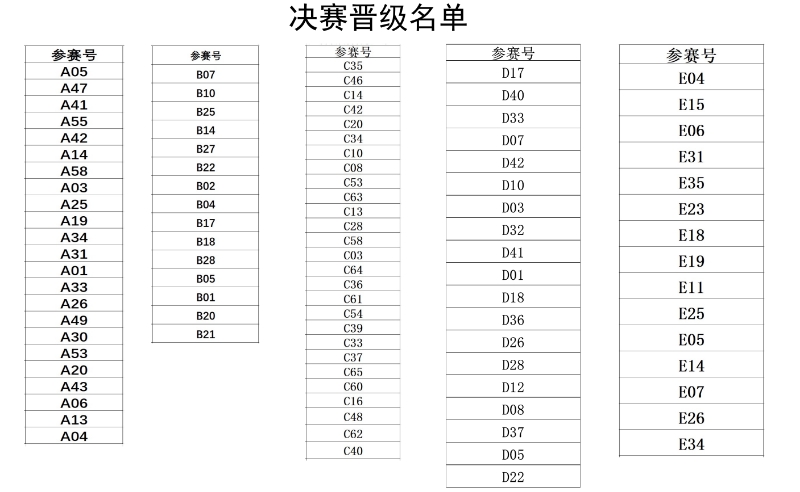 决赛晋级名单
参赛号
A05
A47
A41
A55
A42
A14
A58
A03
A25
A19
A34
A31
A01
A33
A26
A49
A30
A53
A20
A43
A06
A13
A04
参赛号
B07
B10
B25
B14
B27
B22
B02
B04
B17
B18
B28
B05
B01
B20
B21
参赛号
C35
C46
C14
C42
C20
C34
C10
C08
C53
C63
C13
C28
C58
C03
C64
C36
C61
C54
C39
C33
C37
C65
C60
C16
C48
C62
C40
参赛号
D17
D40
D33
D07
D42
D10
D03
D32
D41
D01
D18
D36
D26
D28
D12
D08
D37
D05
D22
参赛号
E04
E15
E06
E31
E35
E23
E18
E19
E11
E25
E05
E14
E07
E26
E34